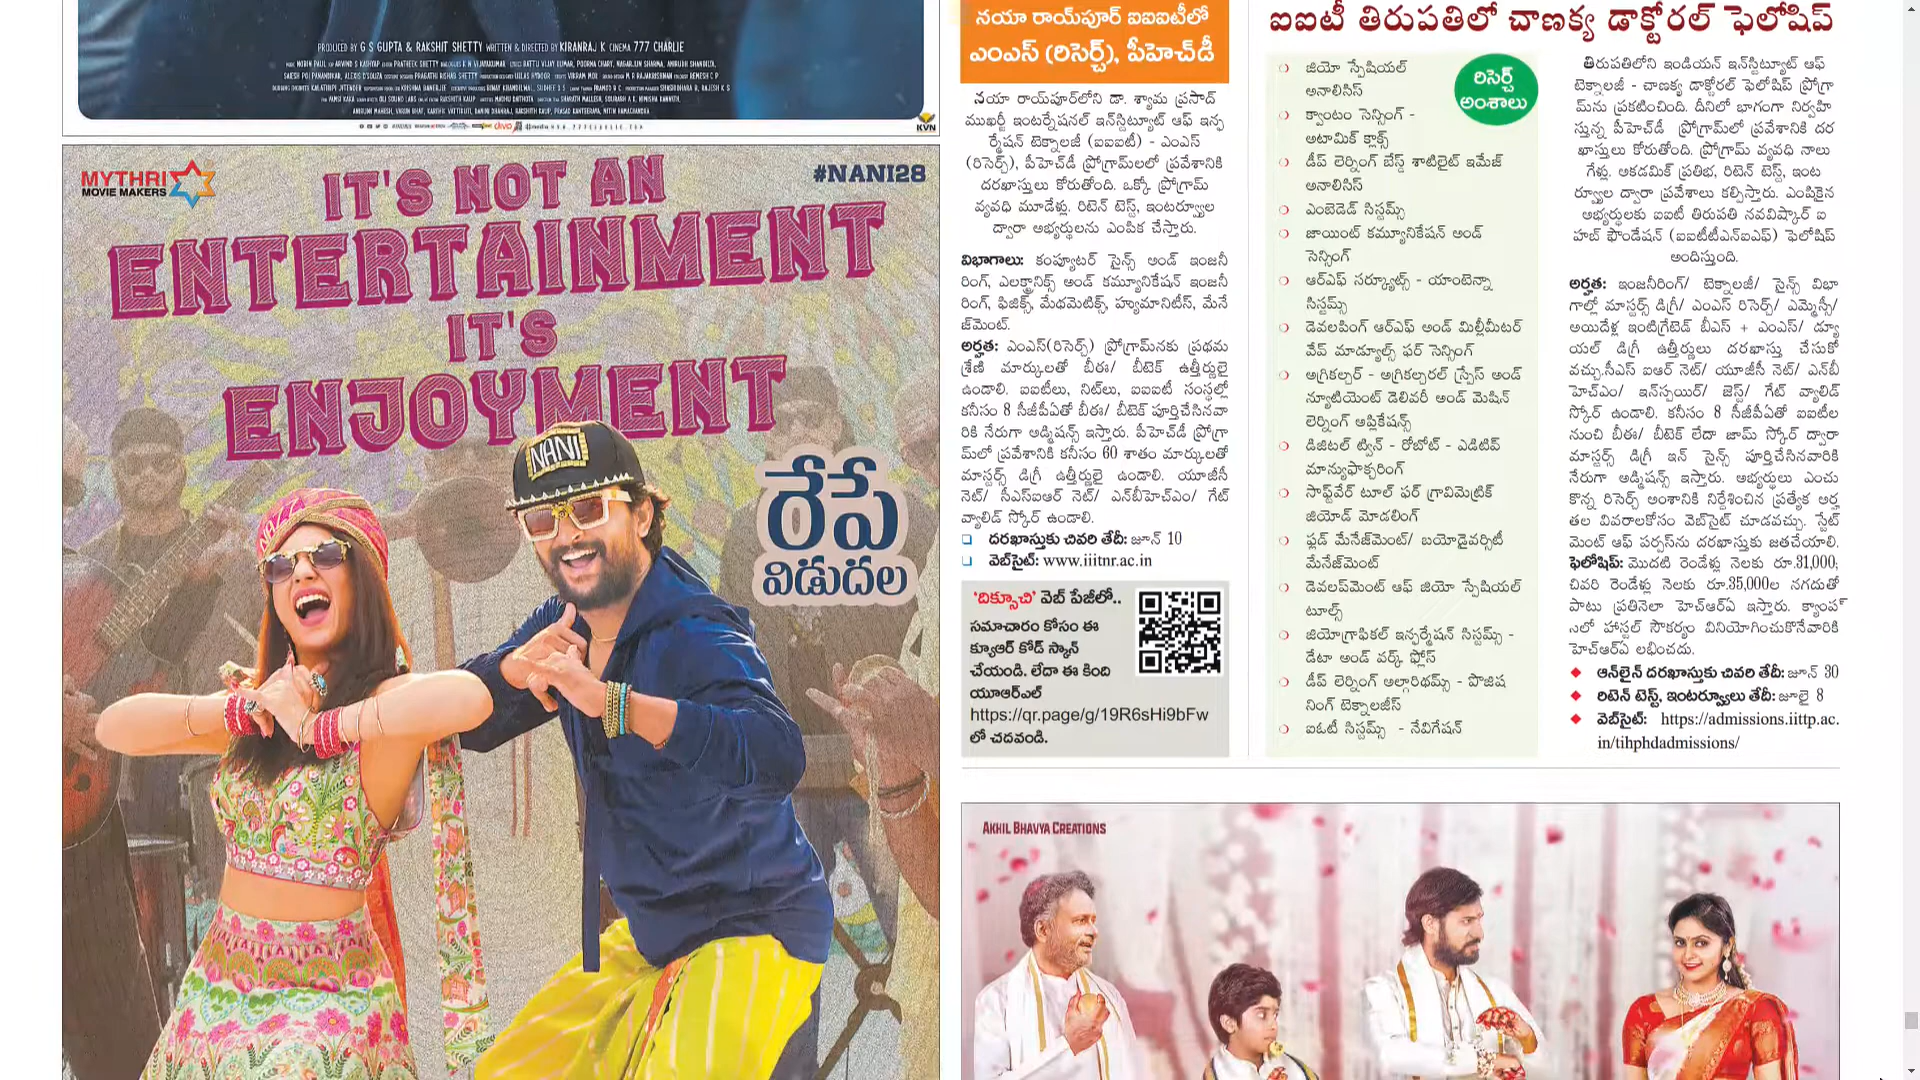 PRODUCED BY G S GUPTA & RAKSHIT SHETTY WRITTEN & DIRECTED BY KIRANRAJ K CINEMA 777 CHARLIE
KVN
MYTHRI
MOVIE MAKERS
#NANI28
IT'S NOT AN
ENTERTAINMENT
IT'S
ENJOYMENT
NANI
NAZZ
రేపే
విడుదల
నయా రాయ్‌పూర్ ఐఐఐటీలో
ఎంఎస్ (రిసెర్చ్), పీహెచ్‌డీ
నయా రాయ్‌పూర్‌లోని డా. శ్యామ ప్రసాద్
ముఖర్జీ ఇంటర్నేషనల్ ఇన్‌స్టిట్యూట్ ఆఫ్ ఇన్ఫ
ర్మేషన్ టెక్నాలజీ (ఐఐఐటీ) - ఎంఎస్
(రిసెర్చ్), పీహెచ్‌డీ ప్రోగ్రామ్‌లలో ప్రవేశానికి
దరఖాస్తులు కోరుతోంది. ఒక్కో ప్రోగ్రామ్
వ్యవధి మూడేళ్లు. రిటెన్ టెస్ట్, ఇంటర్వ్యూల
ద్వారా అభ్యర్థులను ఎంపిక చేస్తారు.
విభాగాలు: కంప్యూటర్ సైన్స్ అండ్ ఇంజనీ
రింగ్, ఎలక్ట్రానిక్స్ అండ్ కమ్యూనికేషన్ ఇంజనీ
రింగ్, ఫిజిక్స్, మేథమెటిక్స్, హ్యుమానిటీస్, మేనే
జ్‌మెంట్.
అర్హత: ఎంఎస్(రిసెర్చ్) ప్రోగ్రామ్‌నకు ప్రథమ
శ్రేణి మార్కులతో బీఈ/ బీటెక్ ఉత్తీర్ణులై
ఉండాలి. ఐఐటీలు, నిట్‌లు, ఐఐఐటీ సంస్థల్లో
కనీసం 8 సీజీపీఏతో బీఈ/ బీటెక్ పూర్తిచేసినవా
రికి నేరుగా అడ్మిషన్స్ ఇస్తారు. పీహెచ్‌డీ ప్రోగ్రా
మ్‌లో ప్రవేశానికి కనీసం 60 శాతం మార్కులతో
మాస్టర్స్ డిగ్రీ ఉత్తీర్ణులై ఉండాలి. యూజీసీ
నెట్/ సీఎస్ఐఆర్ నెట్/ ఎన్‌బీహెచ్ఎం/ గేట్
వ్యాలిడ్ స్కోర్ ఉండాలి.
❑ దరఖాస్తుకు చివరి తేదీ: జూన్ 10
❑ వెబ్‌సైట్: www.iiitnr.ac.in
'దిక్సూచి' వెబ్ పేజీలో..
సమాచారం కోసం ఈ
క్యూఆర్ కోడ్ స్కాన్
చేయండి. లేదా ఈ కింది
యూఆర్ఎల్
https://qr.page/g/19R6sHi9bFw
లో చదవండి.
ఐఐటీ తిరుపతిలో చాణక్య డాక్టోరల్ ఫెలోషిప్
రిసెర్చ్
అంశాలు
జియో స్పేషియల్
అనాలిసిస్
క్వాంటం సెన్సింగ్ -
అటామిక్ క్లాక్స్
డీప్ లెర్నింగ్ బేస్డ్ శాటిలైట్ ఇమేజ్
అనాలిసిస్
ఎంబెడెడ్ సిస్టమ్స్
జాయింట్ కమ్యూనికేషన్ అండ్
సెన్సింగ్
ఆర్ఎఫ్ సర్క్యూట్స్ - యాంటెన్నా
సిస్టమ్స్
డెవలపింగ్ ఆర్ఎఫ్ అండ్ మిల్లీమీటర్
వేవ్ మాడ్యూల్స్ ఫర్ సెన్సింగ్
అగ్రికల్చర్ - అగ్రికల్చరల్ స్ప్రేస్ అండ్
న్యూటియెంట్ డెలివరీ అండ్ మెషిన్
లెర్నింగ్ అప్లికేషన్స్
డిజిటల్ ట్విన్ - రోబోట్ - ఎడిటివ్
మాన్యుఫాక్చరింగ్
సాఫ్ట్‌వేర్ టూల్ ఫర్ గ్రావిమెట్రిక్
జియోడ్ మోడలింగ్
ఫ్లడ్ మేనేజ్‌మెంట్/ బయోడైవర్సిటీ
మేనేజ్‌మెంట్
డెవలప్‌మెంట్ ఆఫ్ జియో స్పేషియల్
టూల్స్
జియోగ్రాఫికల్ ఇన్ఫర్మేషన్ సిస్టమ్స్ -
డేటా అండ్ వర్క్ ఫ్లోస్
డీప్ లెర్నింగ్ అల్గారిథమ్స్ - పొజిష
నింగ్ టెక్నాలజీస్
ఐఓటీ సిస్టమ్స్ - నేవిగేషన్
తిరుపతిలోని ఇండియన్ ఇన్‌స్టిట్యూట్ ఆఫ్
టెక్నాలజీ - చాణక్య డాక్టోరల్ ఫెలోషిప్ ప్రోగ్రా
మ్‌ను ప్రకటించింది. దీనిలో భాగంగా నిర్వహి
స్తున్న పీహెచ్‌డీ ప్రోగ్రామ్‌లో ప్రవేశానికి దర
ఖాస్తులు కోరుతోంది. ప్రోగ్రామ్ వ్యవధి నాలు
గేళ్లు. అకడమిక్ ప్రతిభ, రిటెన్ టెస్ట్, ఇంట
ర్వ్యూల ద్వారా ప్రవేశాలు కల్పిస్తారు. ఎంపికైన
అభ్యర్థులకు ఐఐటీ తిరుపతి నవవిష్కార్ ఐ
హబ్ ఫౌండేషన్ (ఐఐటీటీఎన్ఐఎఫ్) ఫెలోషిప్
అందిస్తుంది.
అర్హత: ఇంజనీరింగ్/ టెక్నాలజీ/ సైన్స్ విభా
గాల్లో మాస్టర్స్ డిగ్రీ/ ఎంఎస్ రిసెర్చ్/ ఎమ్మెస్సీ/
అయిదేళ్ల ఇంటిగ్రేటెడ్ బీఎస్ + ఎంఎస్/ డ్యూ
యల్ డిగ్రీ ఉత్తీర్ణులు దరఖాస్తు చేసుకో
వచ్చు.సీఎస్ ఐఆర్ నెట్/ యూజీసీ నెట్/ ఎన్‌బీ
హెచ్ఎం/ ఇన్‌స్పయిర్/ జెస్ట్/ గేట్ వ్యాలిడ్
స్కోర్ ఉండాలి. కనీసం 8 సీజీపీఏతో ఐఐటీల
నుంచి బీఈ/ బీటెక్ లేదా జామ్ స్కోర్ ద్వారా
మాస్టర్స్ డిగ్రీ ఇన్ సైన్స్ పూర్తిచేసినవారికి
నేరుగా అడ్మిషన్స్ ఇస్తారు. అభ్యర్థులు ఎంచు
కొన్న రిసెర్చ్ అంశానికి నిర్దేశించిన ప్రత్యేక అర్హ
తల వివరాలకోసం వెబ్‌సైట్ చూడవచ్చు. స్టేట్
మెంట్ ఆఫ్ పర్పస్‌ను దరఖాస్తుకు జతచేయాలి.
ఫెలోషిప్: మొదటి రెండేళ్లు నెలకు రూ.31,000;
చివరి రెండేళ్లు నెలకు రూ.35,000ల నగదుతో
పాటు ప్రతినెలా హెచ్ఆర్ఏ ఇస్తారు. క్యాంప్
‌సలో హాస్టల్ సౌకర్యం వినియోగించుకొనేవారికి
హెచ్ఆర్ఏ లభించదు.
◆ ఆన్‌లైన్ దరఖాస్తుకు చివరి తేదీ: జూన్ 30
◆ రిటెన్ టెస్ట్, ఇంటర్వ్యూలు తేదీ: జూలై 8
◆ వెబ్‌సైట్: https://admissions.iittp.ac.
in/tihphdadmissions/
AKHIL BHAVYA CREATIONS